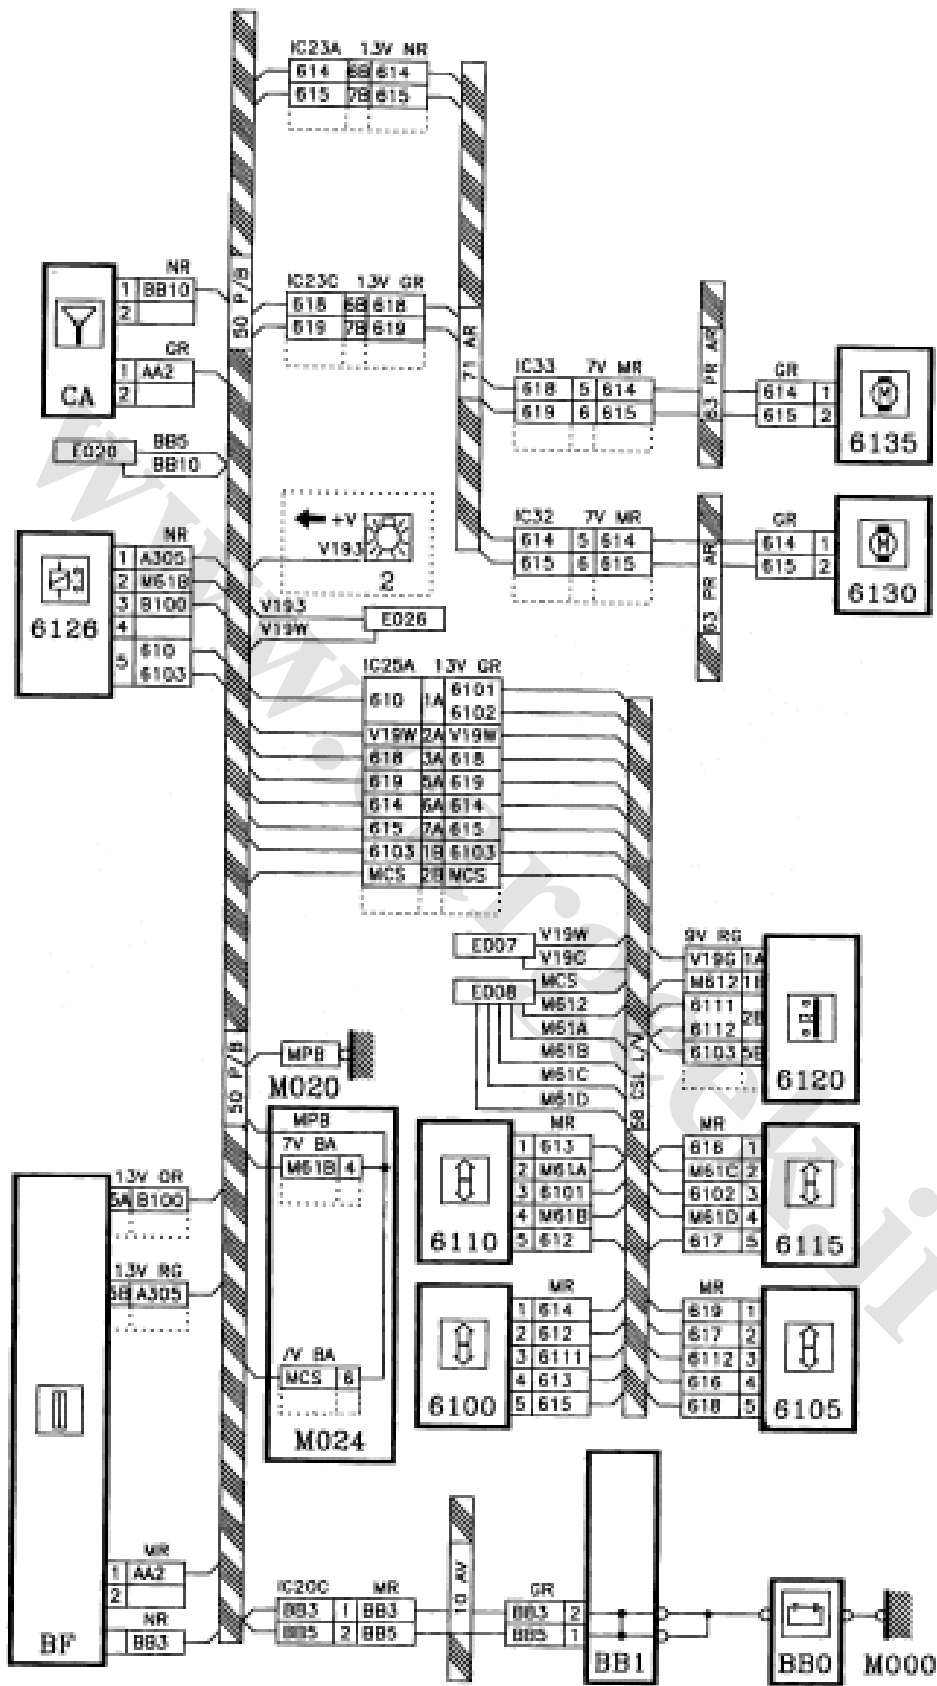 IC23A 13V NR
614 6B 614
615 7B 615
50 P/B
NR
1 BB10
2
GR
1 AA2
2
CA
IC23C 13V GR
618 6B 618
619 7B 619
71 AR
IC33 7V MR
618 5 614
619 6 615
63 PR AR
GR
614 1
615 2
6135
E020
BB5
BB10
+V
V193
2
IC32 7V MR
614 5 614
615 6 615
63 PR AR
GR
614 1
615 2
6130
NR
1 A305
2 M61B
3 B100
4
5 610
6103
6126
V193
V19W
E026
IC25A 13V GR
610 1A 6101
6102
V19W 2A V19W
618 3A 618
619 5A 619
614 6A 614
615 7A 615
6103 1B 6103
MCS 2B MCS
E007
V19W
V19G
E008
MCS
M612
M61A
M61B
M61C
M61D
68 CSL L/V
9V RG
V19G 1A
M612 1B
6111
6112 2B
6103 5B
6120
50 P/B
MPB
M020
MPB
7V BA
M61B 4
7V BA
MCS 6
M024
MR
1 613
2 M61A
3 6101
4 M61B
5 612
6110
MR
616 1
M61C 2
6102 3
M61D 4
617 5
6115
MR
1 614
2 612
3 6111
4 613
5 615
6100
MR
619 1
617 2
6112 3
616 4
618 5
6105
13V OR
5A B100
13V RG
A305
MR
1 AA2
2
NR
BB3
BF
IC20C MR
BB3 1 BB3
BB5 2 BB5
10 AV
GR
BB3 2
BB5 1
BB1
BB0
M000